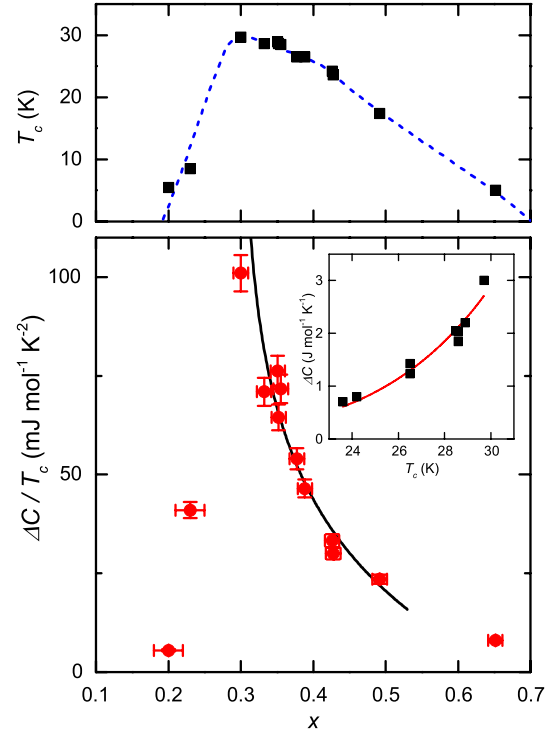 30
20
10
0
T_c (K)
100
50
0
ΔC / T_c (mJ mol⁻¹ K⁻²)
3
2
1
0
ΔC (J mol⁻¹ K⁻¹)
24 26 28 30
T_c (K)
0.1 0.2 0.3 0.4 0.5 0.6 0.7
x